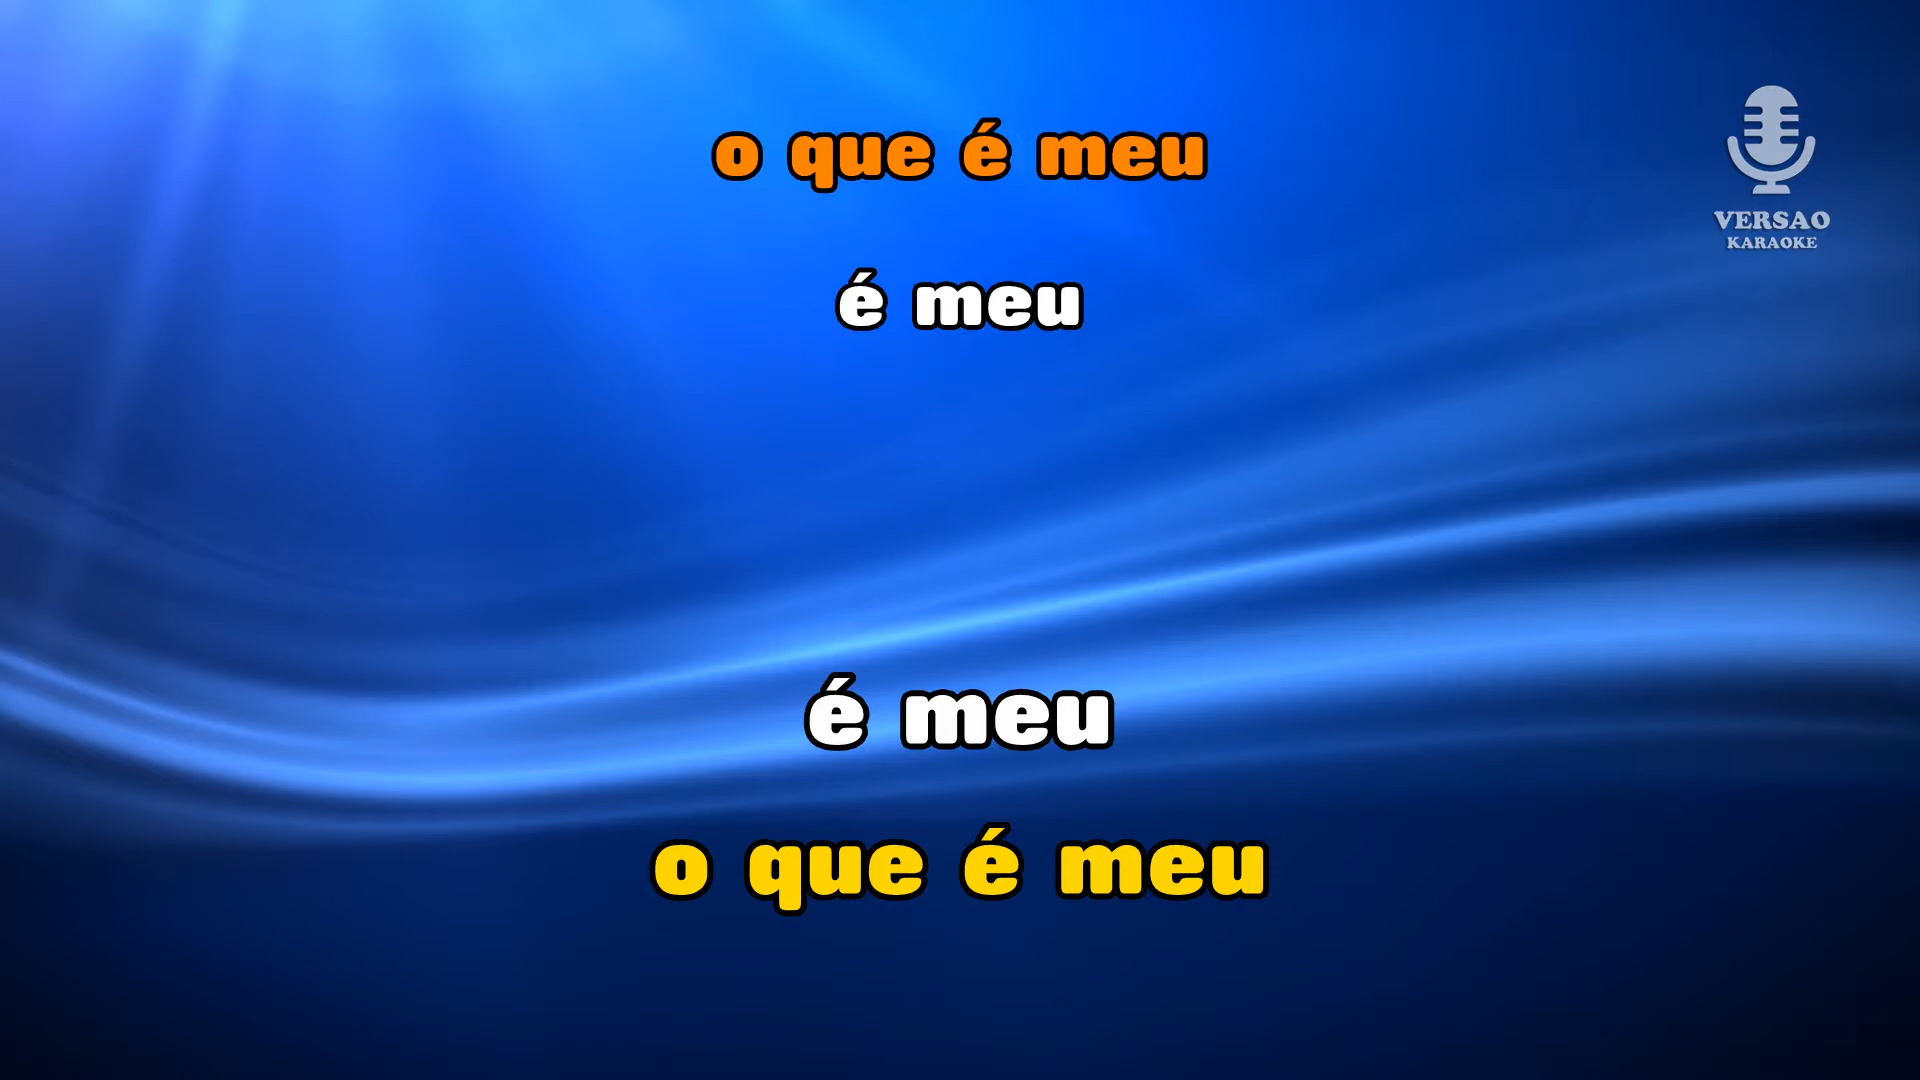 o que é meu
VERSAO
KARAOKE
é meu
é meu
o que é meu